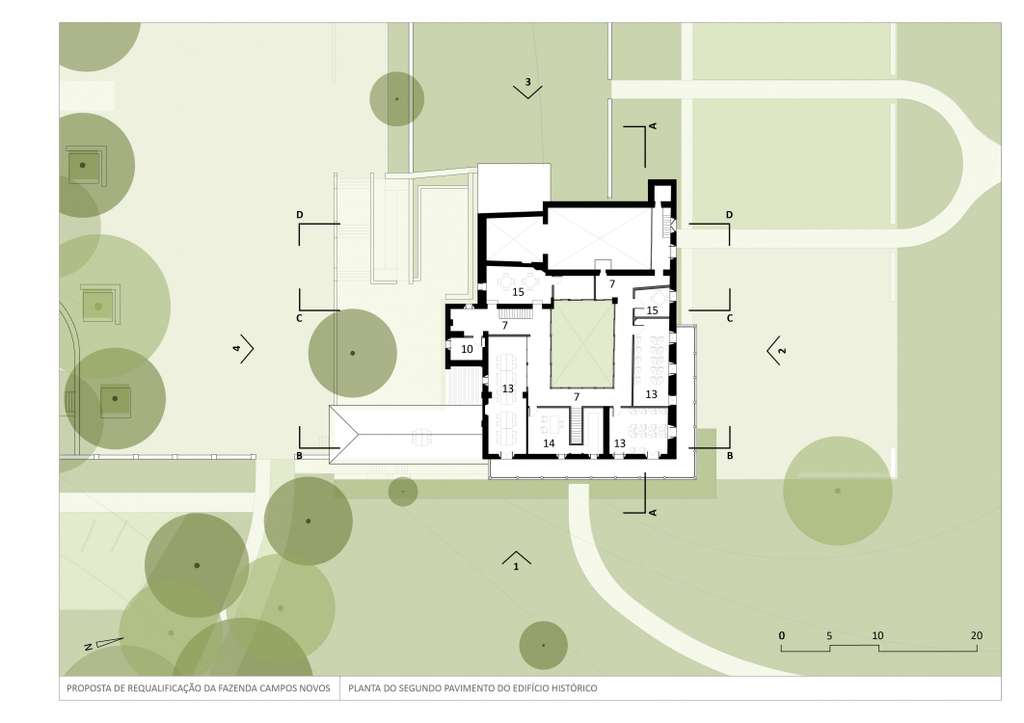 3
A
D
D
7
15
15
C
C
7
4
10
2
13
13
7
14
13
B
B
A
1
N
0 5 10 20
PROPOSTA DE REQUALIFICAÇÃO DA FAZENDA CAMPOS NOVOS
PLANTA DO SEGUNDO PAVIMENTO DO EDIFÍCIO HISTÓRICO